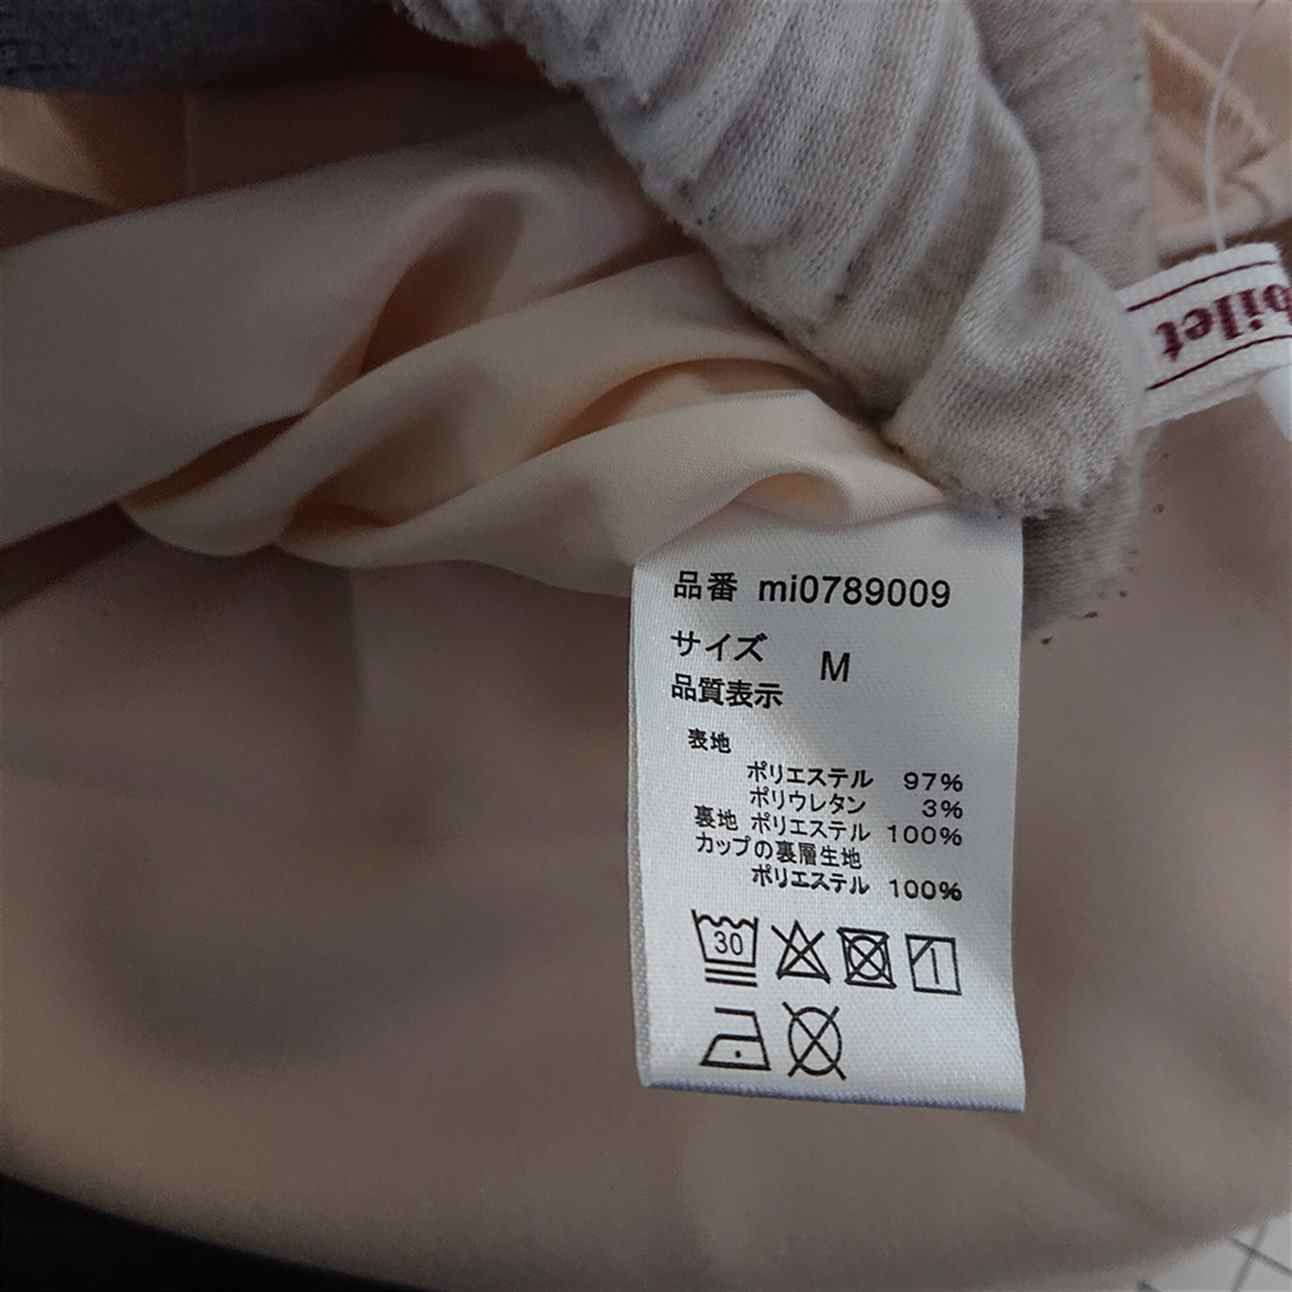 bilet
品番 mi0789009
サイズ M
品質表示
表地
ポリエステル 97%
ポリウレタン 3%
裏地 ポリエステル 100%
カップの裏層生地
ポリエステル 100%
30
1